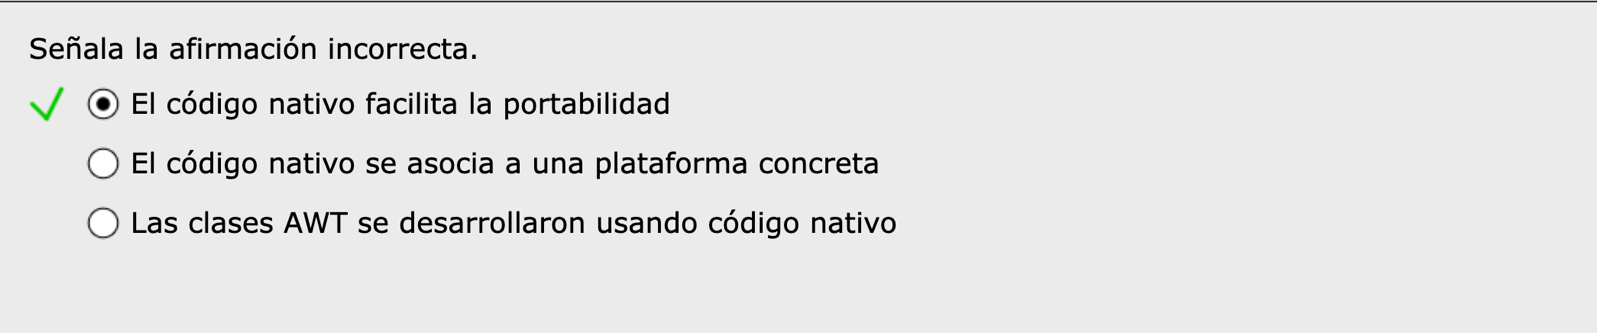 Señala la afirmación incorrecta.
El código nativo facilita la portabilidad
El código nativo se asocia a una plataforma concreta
Las clases AWT se desarrollaron usando código nativo